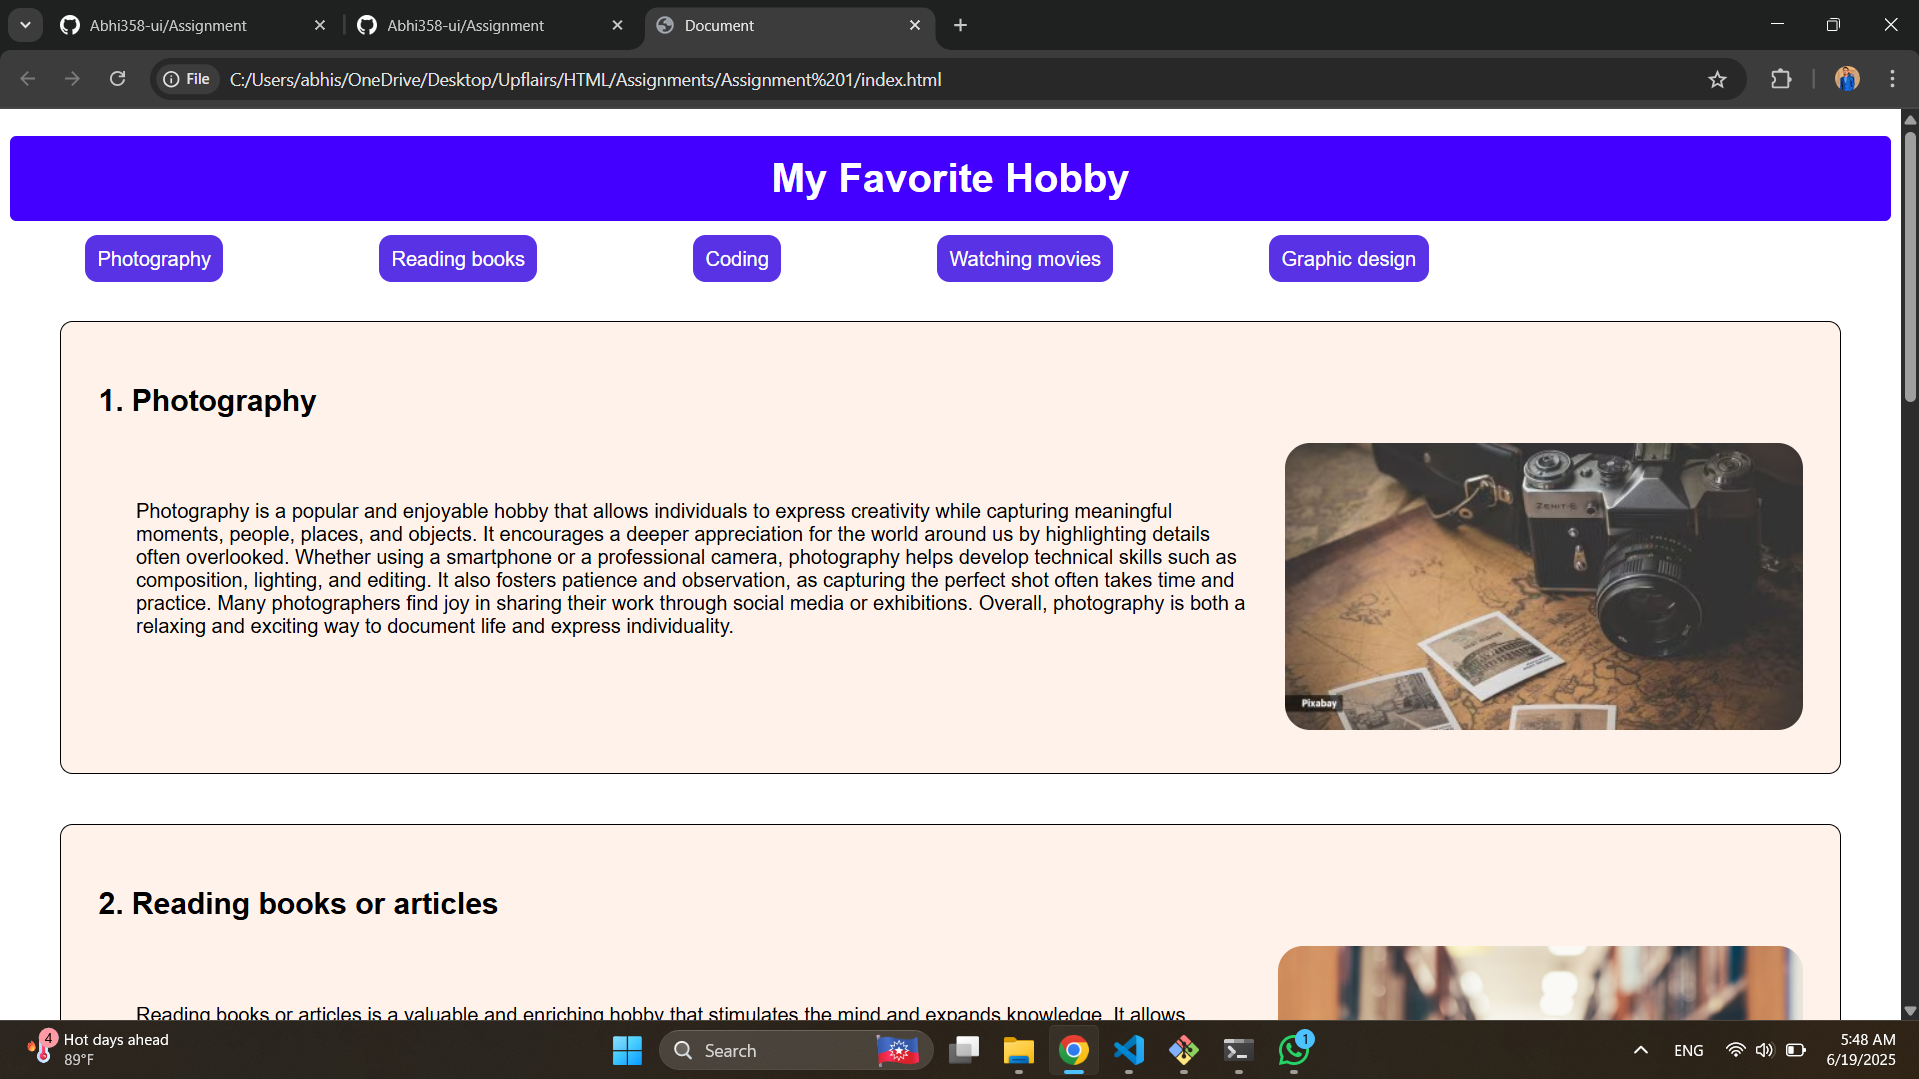 Abhi358-ui/Assignment
Abhi358-ui/Assignment
Document
File
C:/Users/abhis/OneDrive/Desktop/Upflairs/HTML/Assignments/Assignment%201/index.html
My Favorite Hobby
Photography
Reading books
Coding
Watching movies
Graphic design
1. Photography
Photography is a popular and enjoyable hobby that allows individuals to express creativity while capturing meaningful
moments, people, places, and objects. It encourages a deeper appreciation for the world around us by highlighting details
often overlooked. Whether using a smartphone or a professional camera, photography helps develop technical skills such as
composition, lighting, and editing. It also fosters patience and observation, as capturing the perfect shot often takes time and
practice. Many photographers find joy in sharing their work through social media or exhibitions. Overall, photography is both a
relaxing and exciting way to document life and express individuality.
ZENIT-E
Pixabay
2. Reading books or articles
Reading books or articles is a valuable and enriching hobby that stimulates the mind and expands knowledge. It allows
4
Hot days ahead
89°F
Search
1
ENG
5:48 AM
6/19/2025